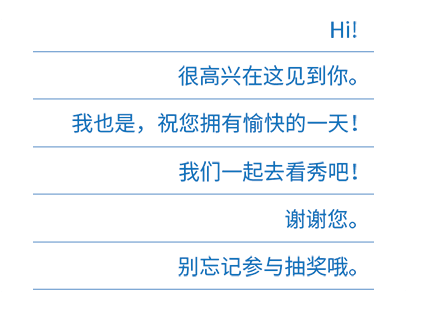 Hi!
很高兴在这见到你。
我也是，祝您拥有愉快的一天！
我们一起去看秀吧！
谢谢您。
别忘记参与抽奖哦。